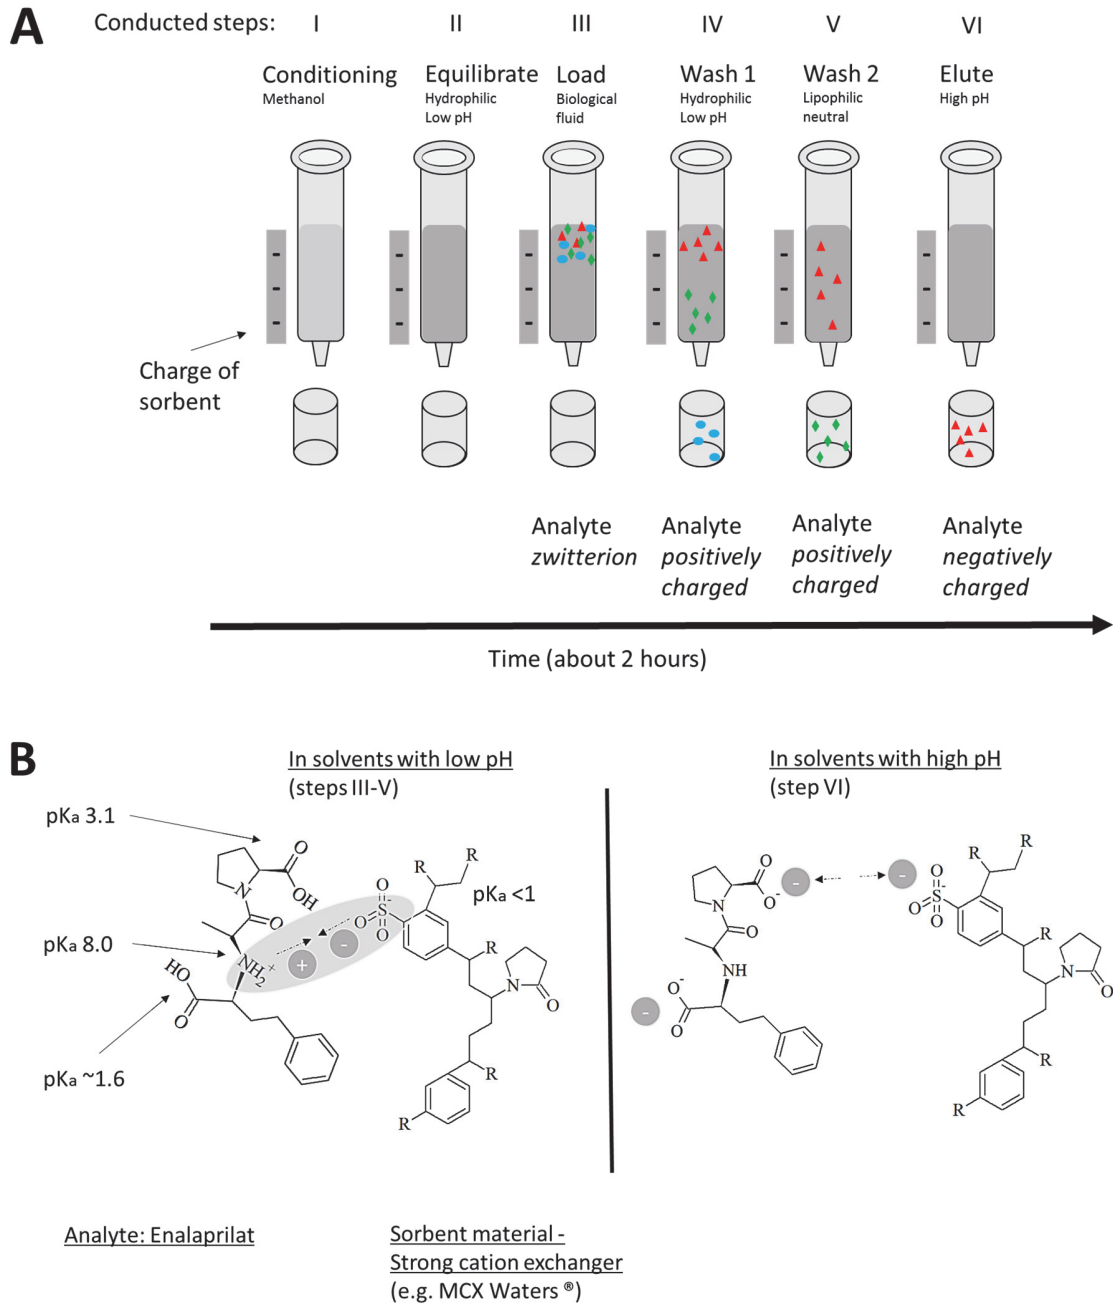 A
Conducted steps: I II III IV V VI
Conditioning
Methanol
Equilibrate
Hydrophilic
Low pH
Load
Biological
fluid
Wash 1
Hydrophilic
Low pH
Wash 2
Lipophilic
neutral
Elute
High pH
- - - - - -
- - - - - -
- - - - - -
Charge of
sorbent
Analyte
zwitterion
Analyte
positively
charged
Analyte
positively
charged
Analyte
negatively
charged
Time (about 2 hours)
B
In solvents with low pH
(steps III-V)
In solvents with high pH
(step VI)
pKa 3.1
pKa 8.0
pKa ~1.6
pKa <1
O
OH
N
O
NH2+
HO
O
O
S-
O
O
+
-
R
R
R
N
O
R
R
O
O-
N
O
NH
O-
O
-
-
-
S-
O
O
O
R
R
R
N
O
R
R
Analyte: Enalaprilat
Sorbent material -
Strong cation exchanger
(e.g. MCX Waters ®)